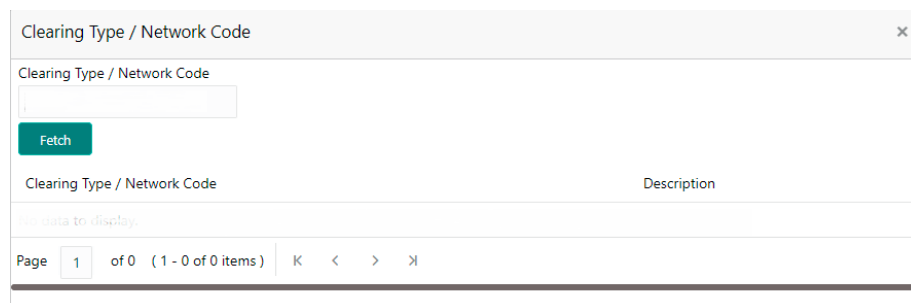 Clearing Type / Network Code
×
Clearing Type / Network Code
Fetch
Clearing Type / Network Code Description
No data to display.
Page 1 of 0 ( 1 - 0 of 0 items )